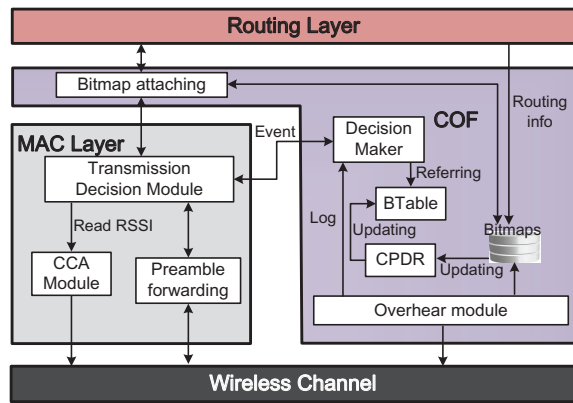 Routing Layer
Bitmap attaching
Routing
info
COF
Event
Decision
Maker
MAC Layer
Transmission
Decision Module
Referring
BTable
Log
Updating
Read RSSI
Bitmaps
CCA
Module
Preamble
forwarding
CPDR
Updating
Overhear module
Wireless Channel